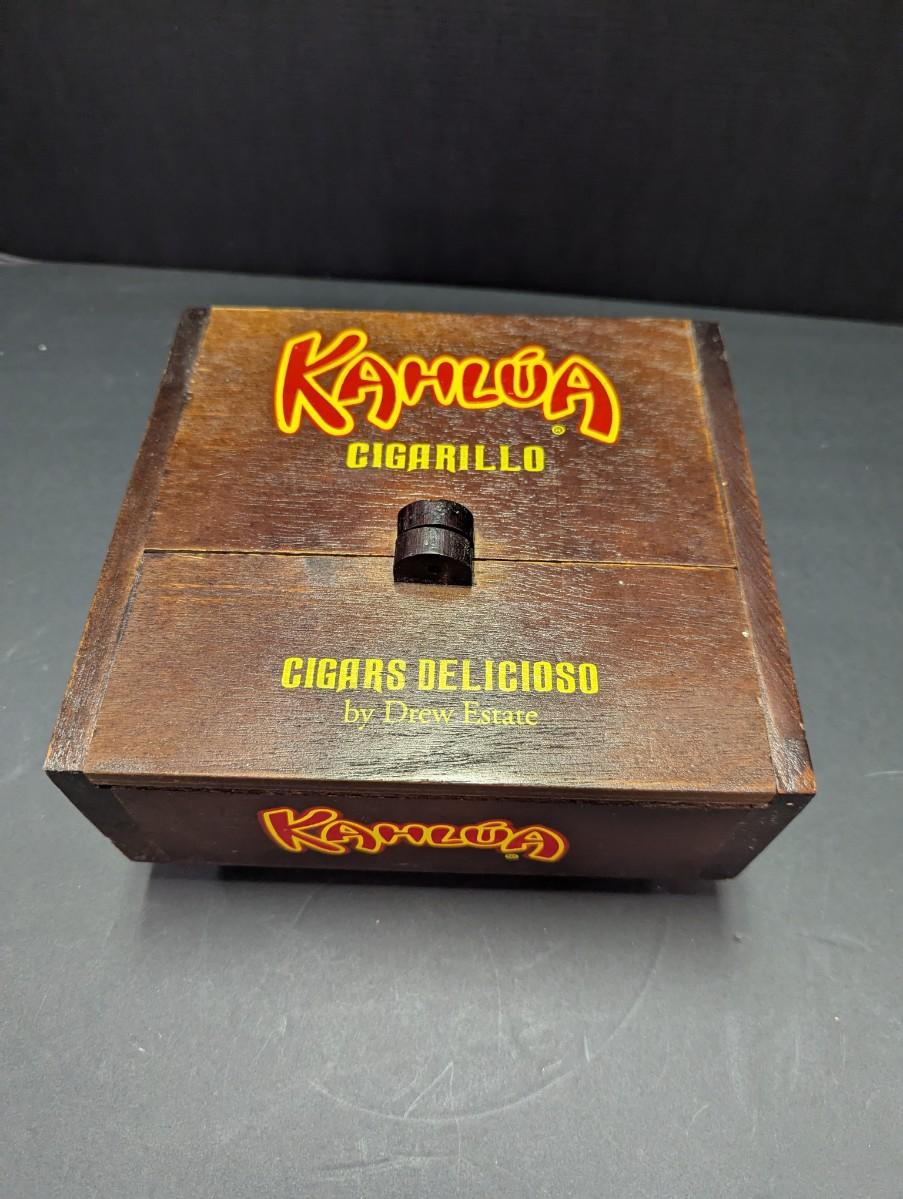 KAHLÚA®
CIGARILLO
CIGARS DELICIOSO
by Drew Estate
KAHLÚA®